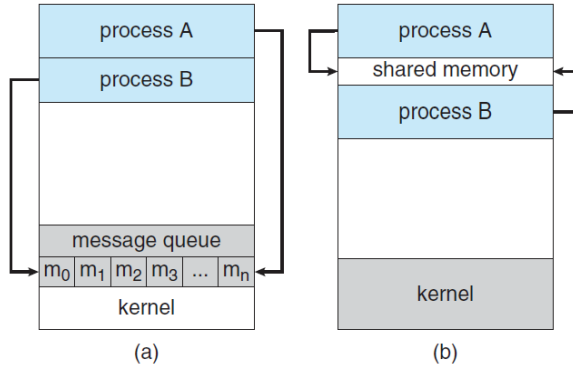 process A
process B
message queue
m0 m1 m2 m3 ... mn
kernel
(a)
process A
shared memory
process B
kernel
(b)